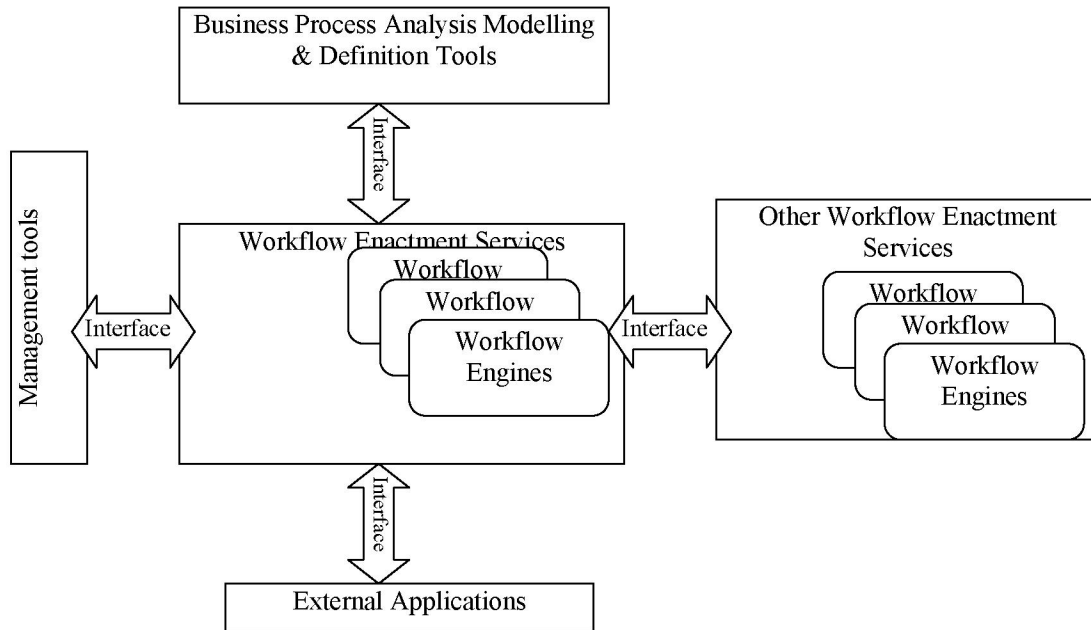 Business Process Analysis Modelling
& Definition Tools
Interface
Management tools
Interface
Workflow Enactment Services
Workflow
Workflow
Workflow
Engines
Interface
Other Workflow Enactment
Services
Workflow
Workflow
Workflow
Engines
Interface
External Applications